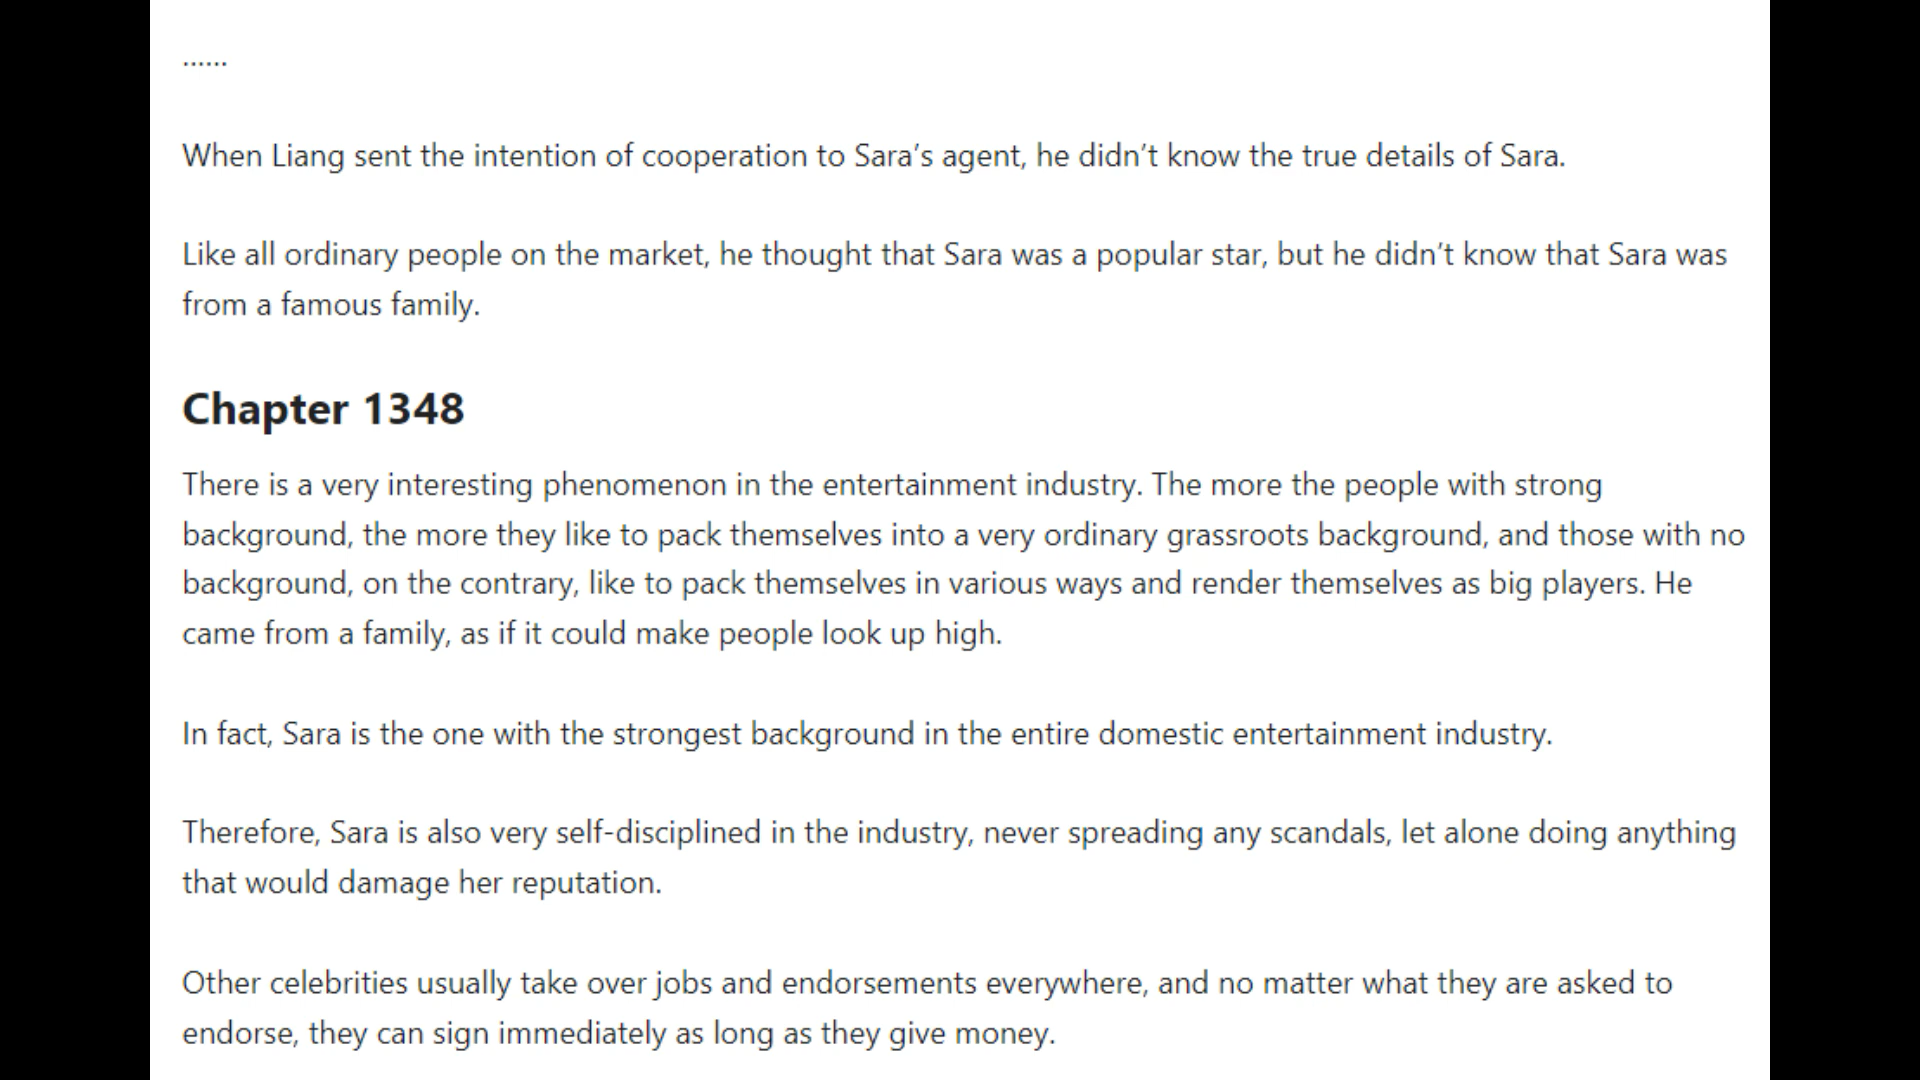 ......
When Liang sent the intention of cooperation to Sara’s agent, he didn’t know the true details of Sara.
Like all ordinary people on the market, he thought that Sara was a popular star, but he didn’t know that Sara was
from a famous family.
Chapter 1348
There is a very interesting phenomenon in the entertainment industry. The more the people with strong
background, the more they like to pack themselves into a very ordinary grassroots background, and those with no
background, on the contrary, like to pack themselves in various ways and render themselves as big players. He
came from a family, as if it could make people look up high.
In fact, Sara is the one with the strongest background in the entire domestic entertainment industry.
Therefore, Sara is also very self-disciplined in the industry, never spreading any scandals, let alone doing anything
that would damage her reputation.
Other celebrities usually take over jobs and endorsements everywhere, and no matter what they are asked to
endorse, they can sign immediately as long as they give money.